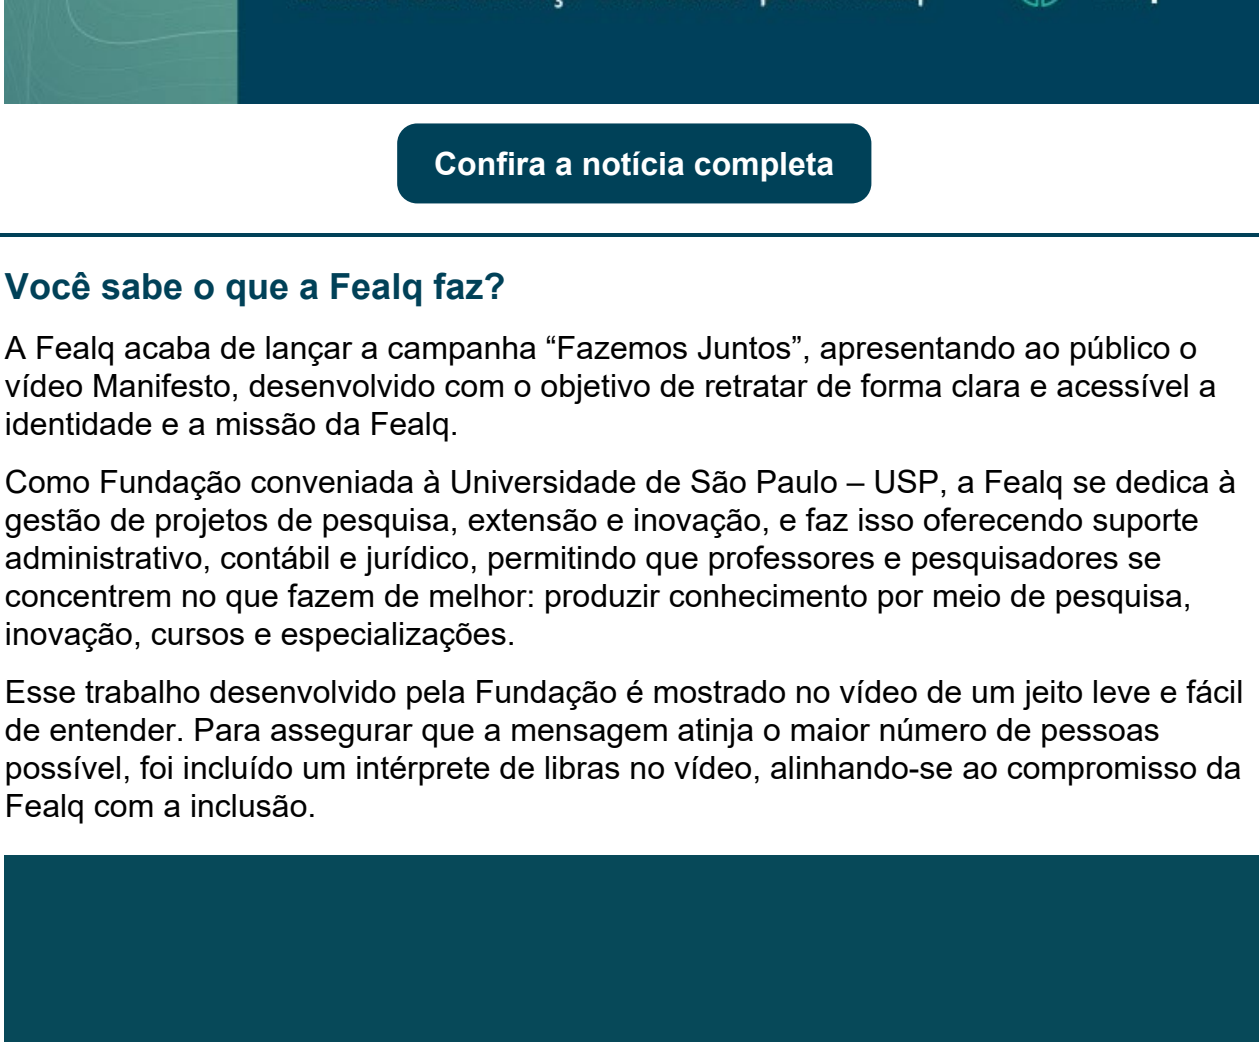 Confira a notícia completa
Você sabe o que a Fealq faz?
A Fealq acaba de lançar a campanha “Fazemos Juntos”, apresentando ao público o
vídeo Manifesto, desenvolvido com o objetivo de retratar de forma clara e acessível a
identidade e a missão da Fealq.
Como Fundação conveniada à Universidade de São Paulo – USP, a Fealq se dedica à
gestão de projetos de pesquisa, extensão e inovação, e faz isso oferecendo suporte
administrativo, contábil e jurídico, permitindo que professores e pesquisadores se
concentrem no que fazem de melhor: produzir conhecimento por meio de pesquisa,
inovação, cursos e especializações.
Esse trabalho desenvolvido pela Fundação é mostrado no vídeo de um jeito leve e fácil
de entender. Para assegurar que a mensagem atinja o maior número de pessoas
possível, foi incluído um intérprete de libras no vídeo, alinhando-se ao compromisso da
Fealq com a inclusão.